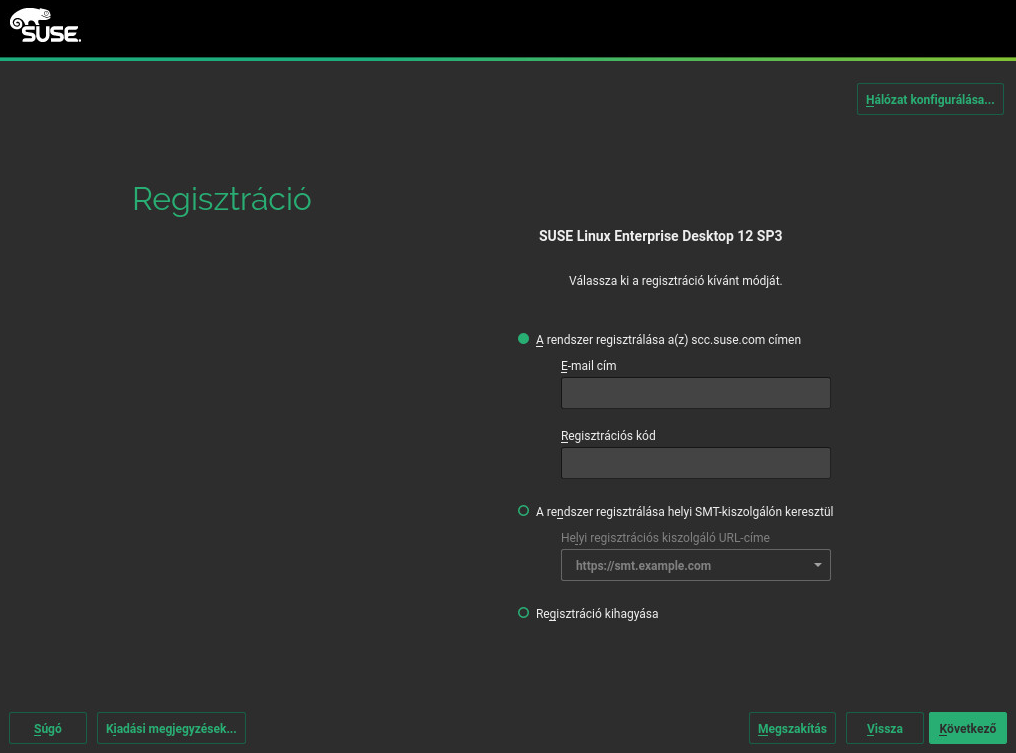 SUSE.
Hálózat konfigurálása...
Regisztráció
SUSE Linux Enterprise Desktop 12 SP3
Válassza ki a regisztráció kívánt módját.
A rendszer regisztrálása a(z) scc.suse.com címen
E-mail cím
Regisztrációs kód
A rendszer regisztrálása helyi SMT-kiszolgálón keresztül
Helyi regisztrációs kiszolgáló URL-címe
https://smt.example.com
Regisztráció kihagyása
Súgó
Kiadási megjegyzések...
Megszakítás
Vissza
Következő